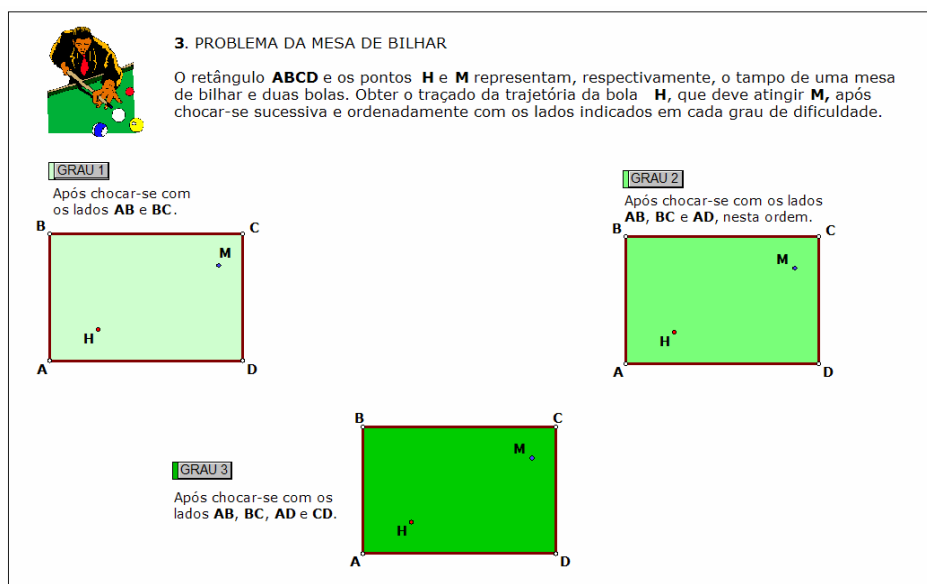 3. PROBLEMA DA MESA DE BILHAR
O retângulo ABCD e os pontos H e M representam, respectivamente, o tampo de uma mesa
de bilhar e duas bolas. Obter o traçado da trajetória da bola H, que deve atingir M, após
chocar-se sucessiva e ordenadamente com os lados indicados em cada grau de dificuldade.
GRAU 1
Após chocar-se com
os lados AB e BC.
B
C
M
H
A
D
GRAU 2
Após chocar-se com os lados
AB, BC e AD, nesta ordem.
B
C
M
H
A
D
GRAU 3
Após chocar-se com os
lados AB, BC, AD e CD.
B
C
M
H
A
D